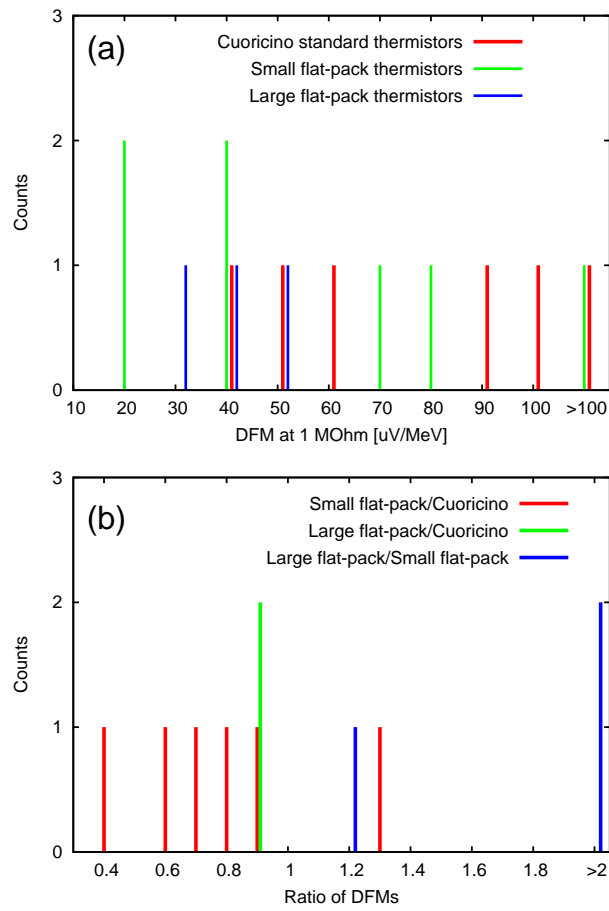 (a)
Cuoricino standard thermistors
Small flat-pack thermistors
Large flat-pack thermistors
3
2
1
0
Counts
10 20 30 40 50 60 70 80 90 100 >100
DFM at 1 MOhm [uV/MeV]
(b)
Small flat-pack/Cuoricino
Large flat-pack/Cuoricino
Large flat-pack/Small flat-pack
3
2
1
0
Counts
0.4 0.6 0.8 1 1.2 1.4 1.6 1.8 >2
Ratio of DFMs